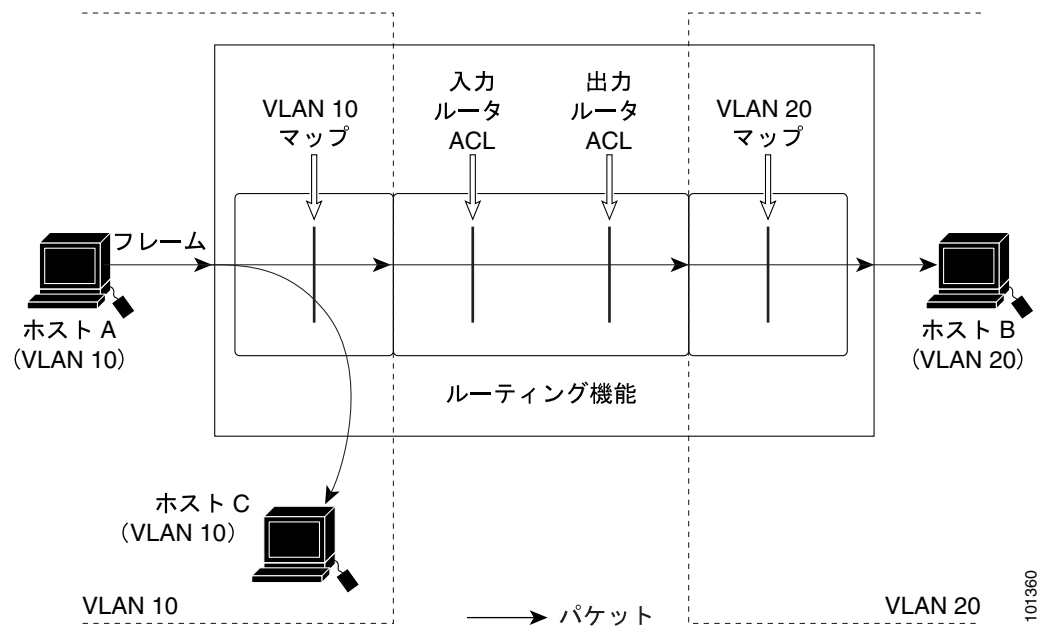 VLAN 10
マップ
入力
ルータ
ACL
出力
ルータ
ACL
VLAN 20
マップ
フレーム
ホスト A
（VLAN 10）
ホスト B
（VLAN 20）
ルーティング機能
ホスト C
（VLAN 10）
VLAN 10
パケット
VLAN 20
101360